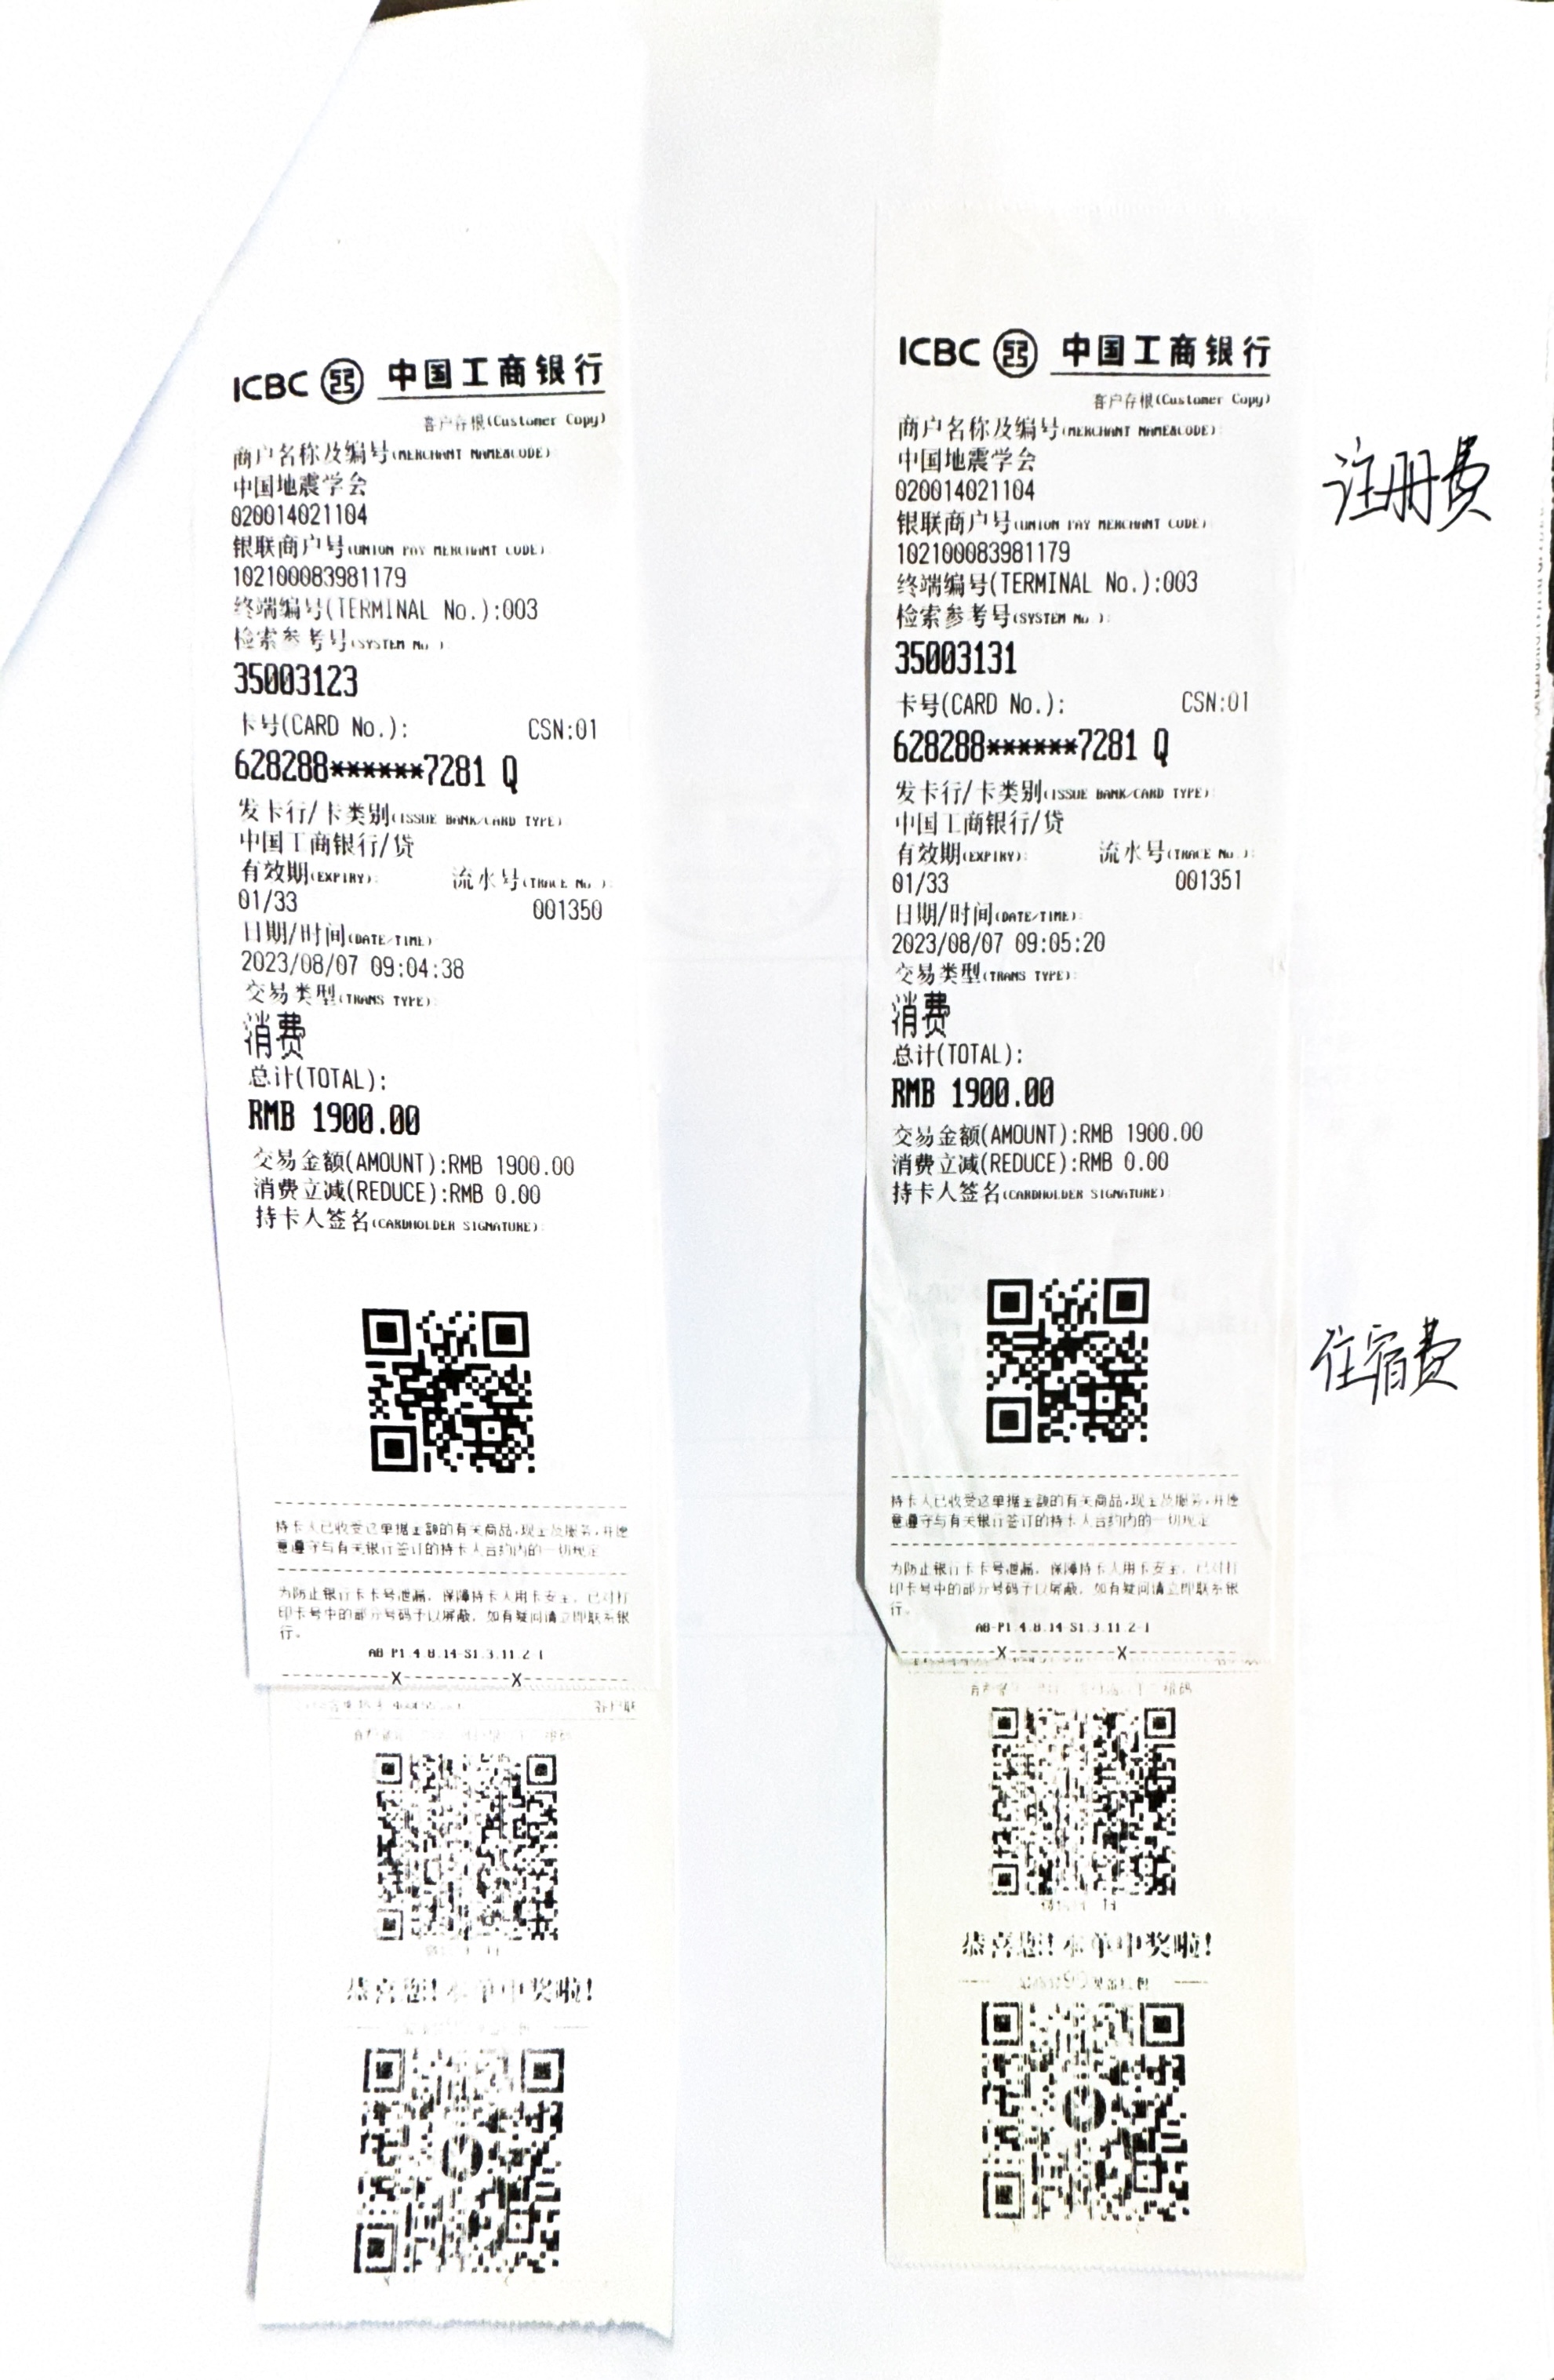 ICBC 中国工商银行
客户存根(Customer Copy)
商户名称及编号(MERCHANT NAME&CODE)
中国地震学会
020014021104
银联商户号(UNION PAY MERCHANT CODE)
102100083981179
终端编号(TERMINAL No.):003
检索参考号(SYSTEM No.):
35003123
卡号(CARD No.): CSN:01
628288******7281 Q
发卡行/卡类别(ISSUE BANK/CARD TYPE)
中国工商银行/贷
有效期(EXPIRY): 流水号(TRACE No.):
01/33 001350
日期/时间(DATE/TIME)
2023/08/07 09:04:38
交易类型(TRANS TYPE):
消费
总计(TOTAL):
RMB 1900.00
交易金额(AMOUNT):RMB 1900.00
消费立减(REDUCE):RMB 0.00
持卡人签名(CARDHOLDER SIGNATURE):
持卡人已收受这单据金额的有关商品,现金及服务,并愿
意遵守与有关银行签订的持卡人合约内的一切规定
为防止银行卡卡号泄漏，保障持卡人用卡安全，已对打
印卡号中的部分号码予以屏蔽，如有疑问请立即联系银
行。
AB-P1.4.8.14-S1.3.11.2-1
X X
恭喜您!本单中奖啦!
ICBC 中国工商银行
客户存根(Customer Copy)
商户名称及编号(MERCHANT NAME&CODE)
中国地震学会
020014021104
银联商户号(UNION PAY MERCHANT CODE)
102100083981179
终端编号(TERMINAL No.):003
检索参考号(SYSTEM No.):
35003131
卡号(CARD No.): CSN:01
628288******7281 Q
发卡行/卡类别(ISSUE BANK/CARD TYPE)
中国工商银行/贷
有效期(EXPIRY): 流水号(TRACE No.):
01/33 001351
日期/时间(DATE/TIME):
2023/08/07 09:05:20
交易类型(TRANS TYPE):
消费
总计(TOTAL):
RMB 1900.00
交易金额(AMOUNT):RMB 1900.00
消费立减(REDUCE):RMB 0.00
持卡人签名(CARDHOLDER SIGNATURE):
持卡人已收受这单据金额的有关商品,现金及服务,并愿
意遵守与有关银行签订的持卡人合约内的一切规定
为防止银行卡卡号泄漏，保障持卡人用卡安全，已对打
印卡号中的部分号码予以屏蔽，如有疑问请立即联系银
行。
AB-P1.4.8.14-S1.3.11.2-1
X X
恭喜您!本单中奖啦!
注册费
住宿费